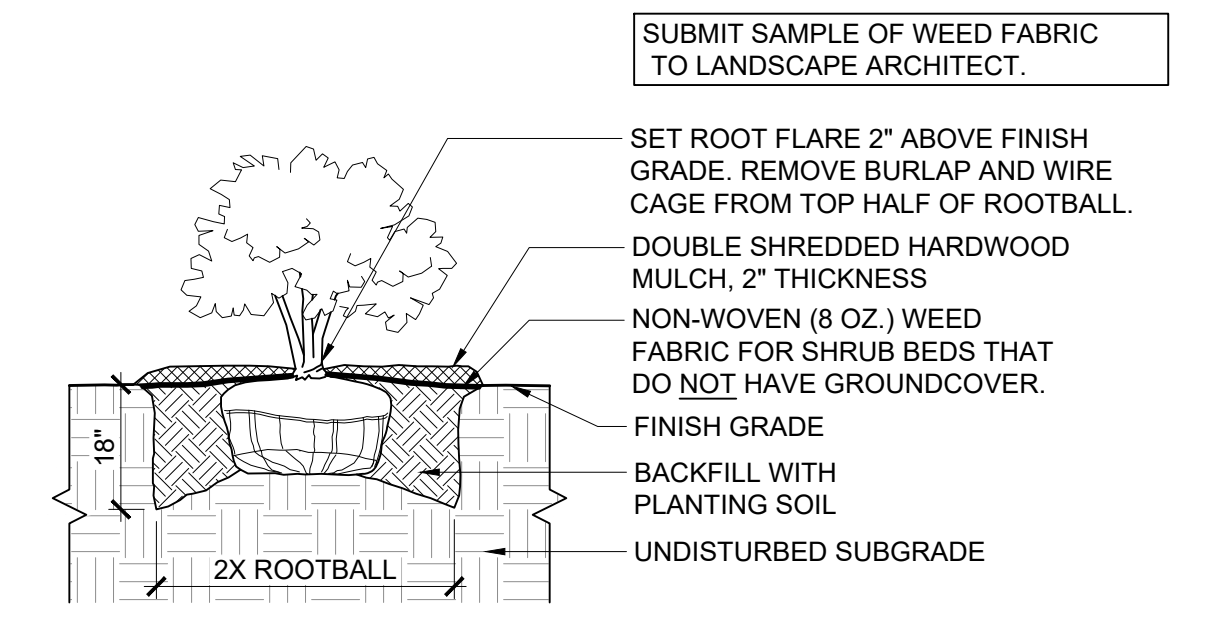 SUBMIT SAMPLE OF WEED FABRIC
TO LANDSCAPE ARCHITECT.
SET ROOT FLARE 2" ABOVE FINISH
GRADE. REMOVE BURLAP AND WIRE
CAGE FROM TOP HALF OF ROOTBALL.
DOUBLE SHREDDED HARDWOOD
MULCH, 2" THICKNESS
NON-WOVEN (8 OZ.) WEED
FABRIC FOR SHRUB BEDS THAT
DO NOT HAVE GROUNDCOVER.
FINISH GRADE
BACKFILL WITH
PLANTING SOIL
UNDISTURBED SUBGRADE
18"
2X ROOTBALL